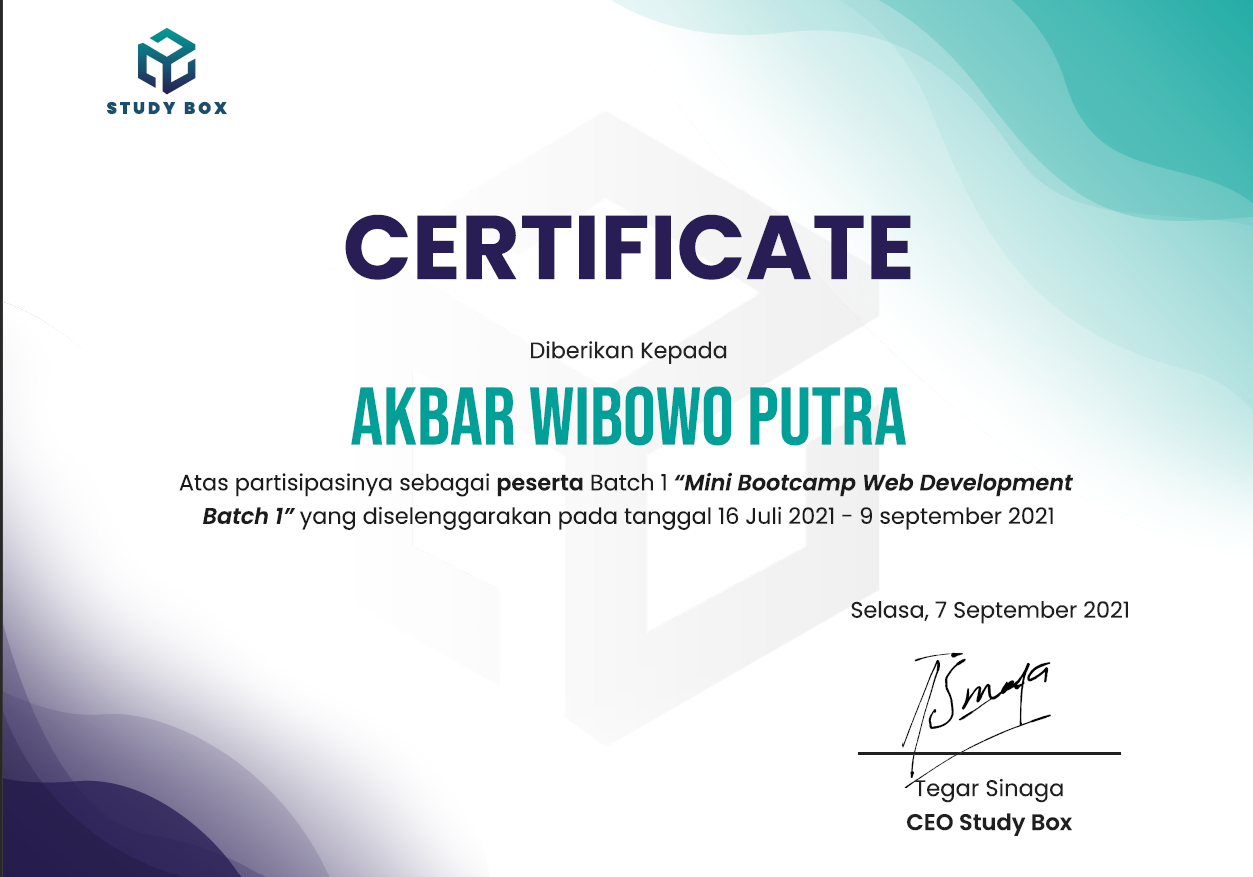 STUDY BOX
CERTIFICATE
Diberikan Kepada
AKBAR WIBOWO PUTRA
Atas partisipasinya sebagai peserta Batch 1 “Mini Bootcamp Web Development
Batch 1” yang diselenggarakan pada tanggal 16 Juli 2021 - 9 september 2021
Selasa, 7 September 2021
Tegar Sinaga
CEO Study Box